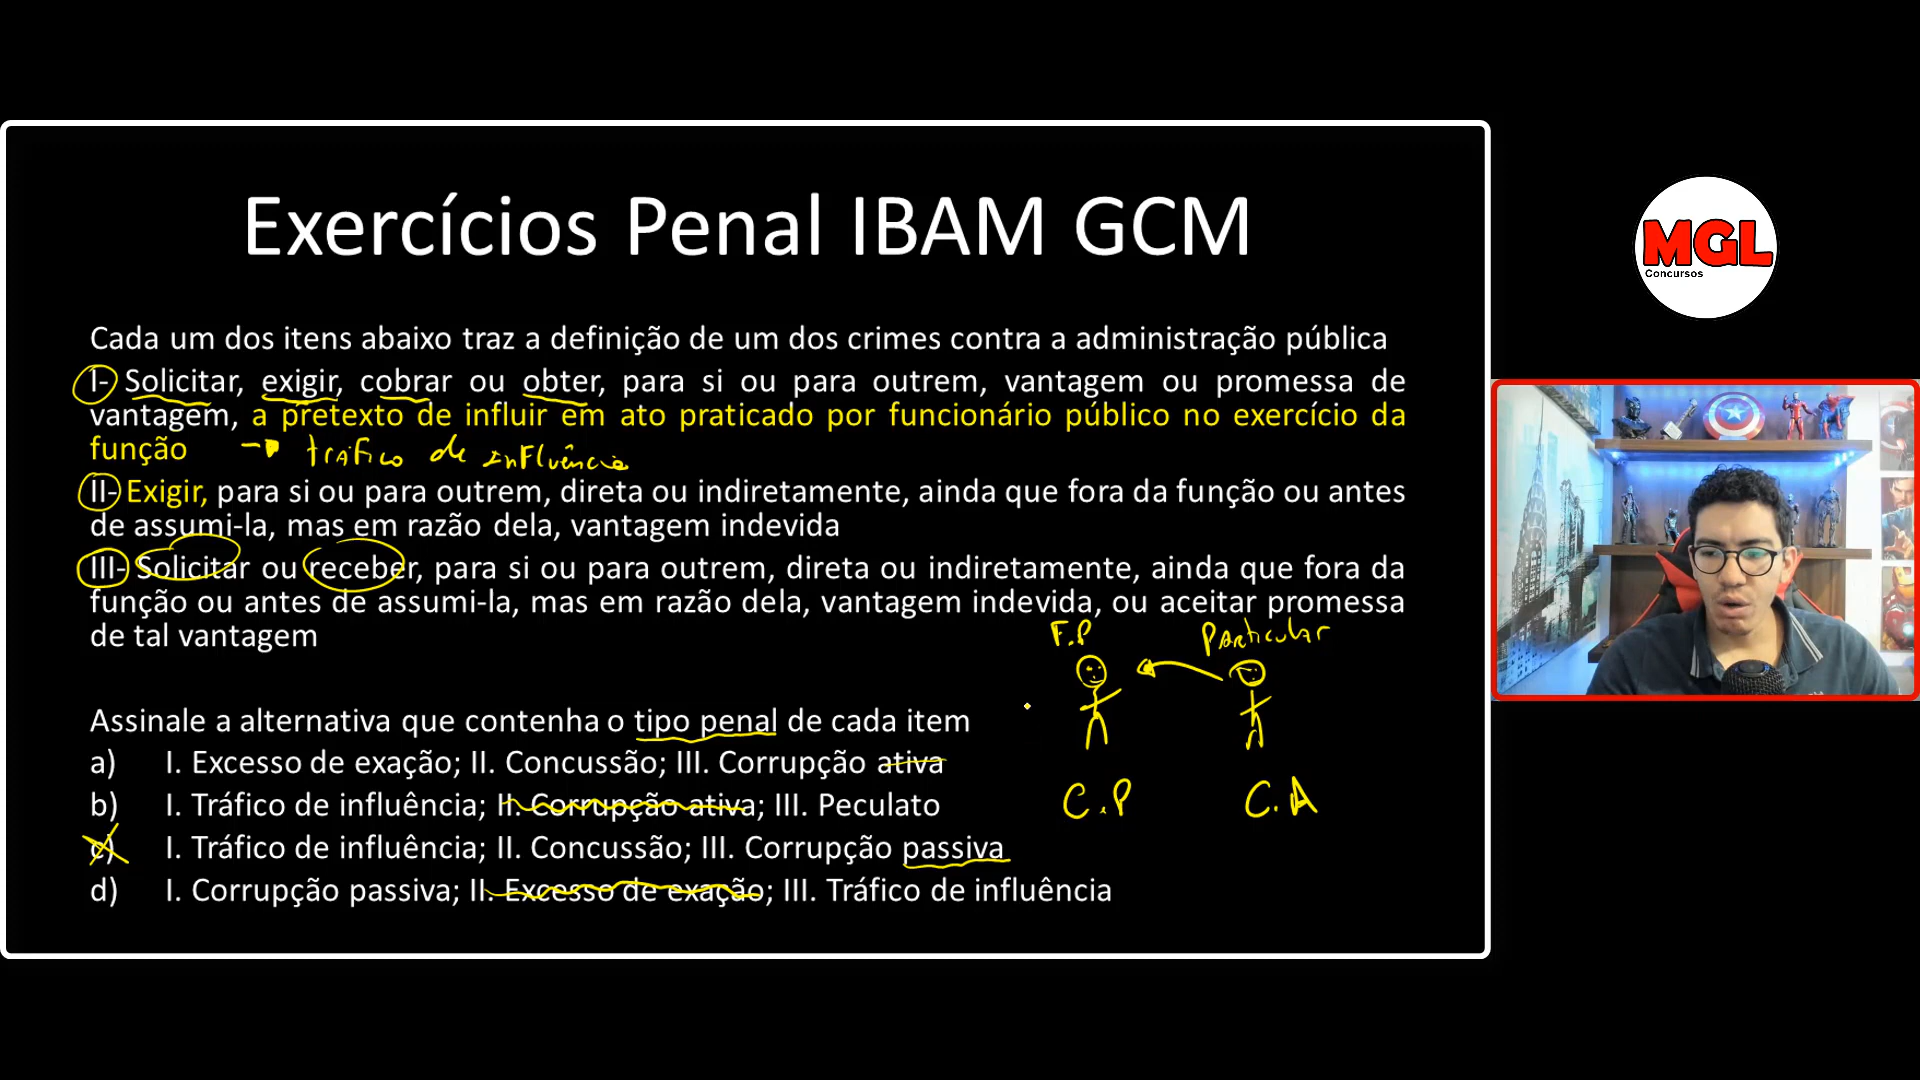 Exercícios Penal IBAM GCM
MGL
Concursos
Cada um dos itens abaixo traz a definição de um dos crimes contra a administração pública
I- Solicitar, exigir, cobrar ou obter, para si ou para outrem, vantagem ou promessa de
vantagem, a pretexto de influir em ato praticado por funcionário público no exercício da
função → tráfico de influência
II- Exigir, para si ou para outrem, direta ou indiretamente, ainda que fora da função ou antes
de assumi-la, mas em razão dela, vantagem indevida
III- Solicitar ou receber, para si ou para outrem, direta ou indiretamente, ainda que fora da
função ou antes de assumi-la, mas em razão dela, vantagem indevida, ou aceitar promessa
de tal vantagem
F.P Particular
Assinale a alternativa que contenha o tipo penal de cada item
a) I. Excesso de exação; II. Concussão; III. Corrupção ativa
b) I. Tráfico de influência; II. Corrupção ativa; III. Peculato
C.P C.A
c) I. Tráfico de influência; II. Concussão; III. Corrupção passiva
d) I. Corrupção passiva; II. Excesso de exação; III. Tráfico de influência